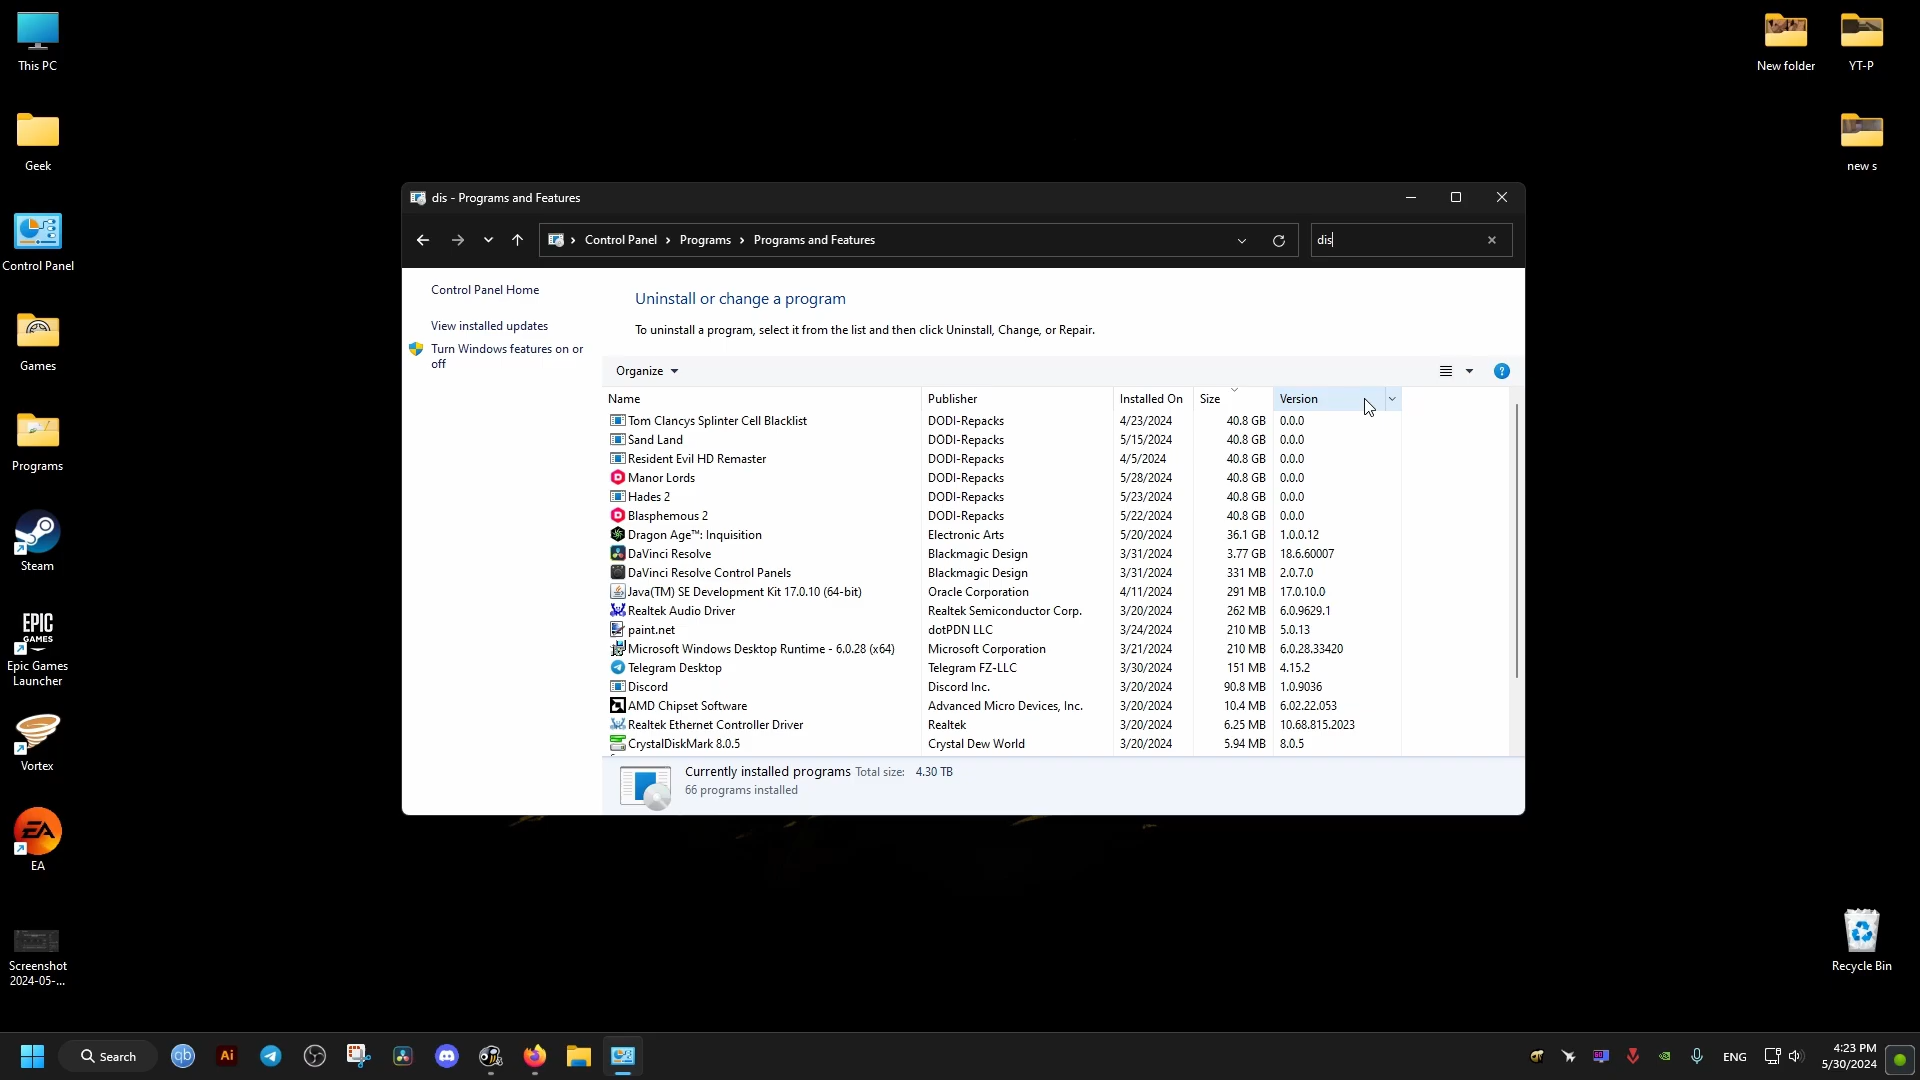 This PC
Geek
Control Panel
Games
Programs
Steam
EPIC
GAMES
Epic Games
Launcher
Vortex
EA
EA
Screenshot
2024-05-...
New folder
YT-P
new s
Recycle Bin
dis - Programs and Features
Control Panel > Programs > Programs and Features
dis
Control Panel Home
View installed updates
Turn Windows features on or
off
Uninstall or change a program
To uninstall a program, select it from the list and then click Uninstall, Change, or Repair.
Organize
Name Publisher Installed On Size Version
Tom Clancys Splinter Cell Blacklist DODI-Repacks 4/23/2024 40.8 GB 0.0.0
Sand Land DODI-Repacks 5/15/2024 40.8 GB 0.0.0
Resident Evil HD Remaster DODI-Repacks 4/5/2024 40.8 GB 0.0.0
Manor Lords DODI-Repacks 5/28/2024 40.8 GB 0.0.0
Hades 2 DODI-Repacks 5/23/2024 40.8 GB 0.0.0
Blasphemous 2 DODI-Repacks 5/22/2024 40.8 GB 0.0.0
Dragon Age™: Inquisition Electronic Arts 5/20/2024 36.1 GB 1.0.0.12
DaVinci Resolve Blackmagic Design 3/31/2024 3.77 GB 18.6.60007
DaVinci Resolve Control Panels Blackmagic Design 3/31/2024 331 MB 2.0.7.0
Java(TM) SE Development Kit 17.0.10 (64-bit) Oracle Corporation 4/11/2024 291 MB 17.0.10.0
Realtek Audio Driver Realtek Semiconductor Corp. 3/20/2024 262 MB 6.0.9629.1
paint.net dotPDN LLC 3/24/2024 210 MB 5.0.13
Microsoft Windows Desktop Runtime - 6.0.28 (x64) Microsoft Corporation 3/21/2024 210 MB 6.0.28.33420
Telegram Desktop Telegram FZ-LLC 3/30/2024 151 MB 4.15.2
Discord Discord Inc. 3/20/2024 90.8 MB 1.0.9036
AMD Chipset Software Advanced Micro Devices, Inc. 3/20/2024 10.4 MB 6.02.22.053
Realtek Ethernet Controller Driver Realtek 3/20/2024 6.25 MB 10.68.815.2023
CrystalDiskMark 8.0.5 Crystal Dew World 3/20/2024 5.94 MB 8.0.5
Currently installed programs Total size: 4.30 TB
66 programs installed
Search
qb
Ai
ENG
4:23 PM
5/30/2024